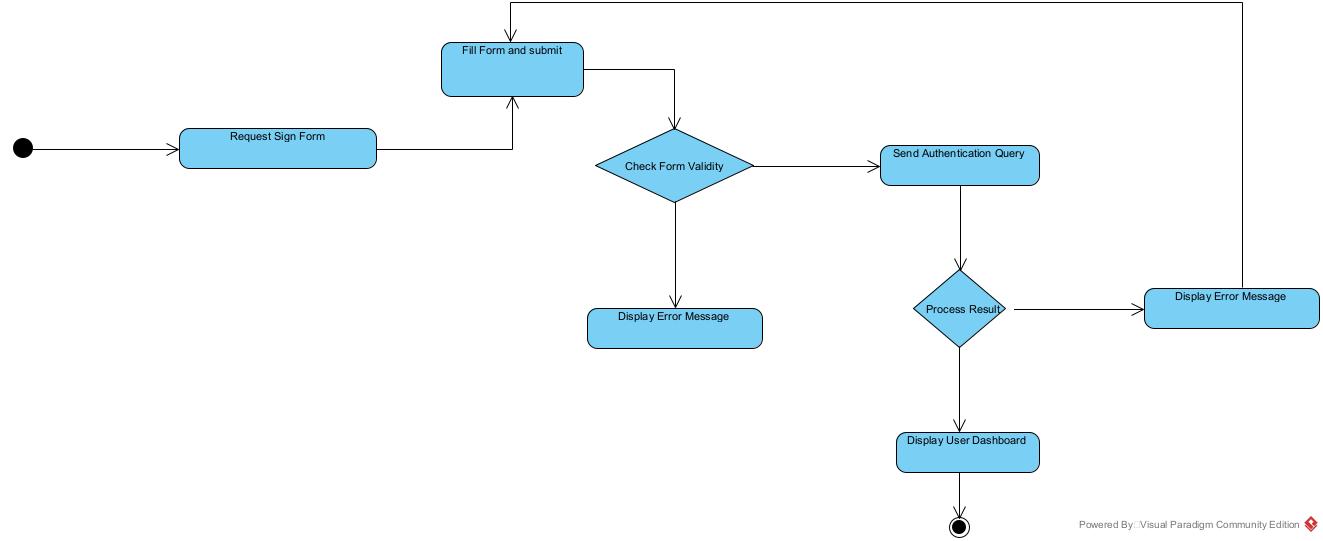 Fill Form and submit
Request Sign Form
Check Form Validity
Send Authentication Query
Display Error Message
Process Result
Display Error Message
Display User Dashboard
Powered By Visual Paradigm Community Edition